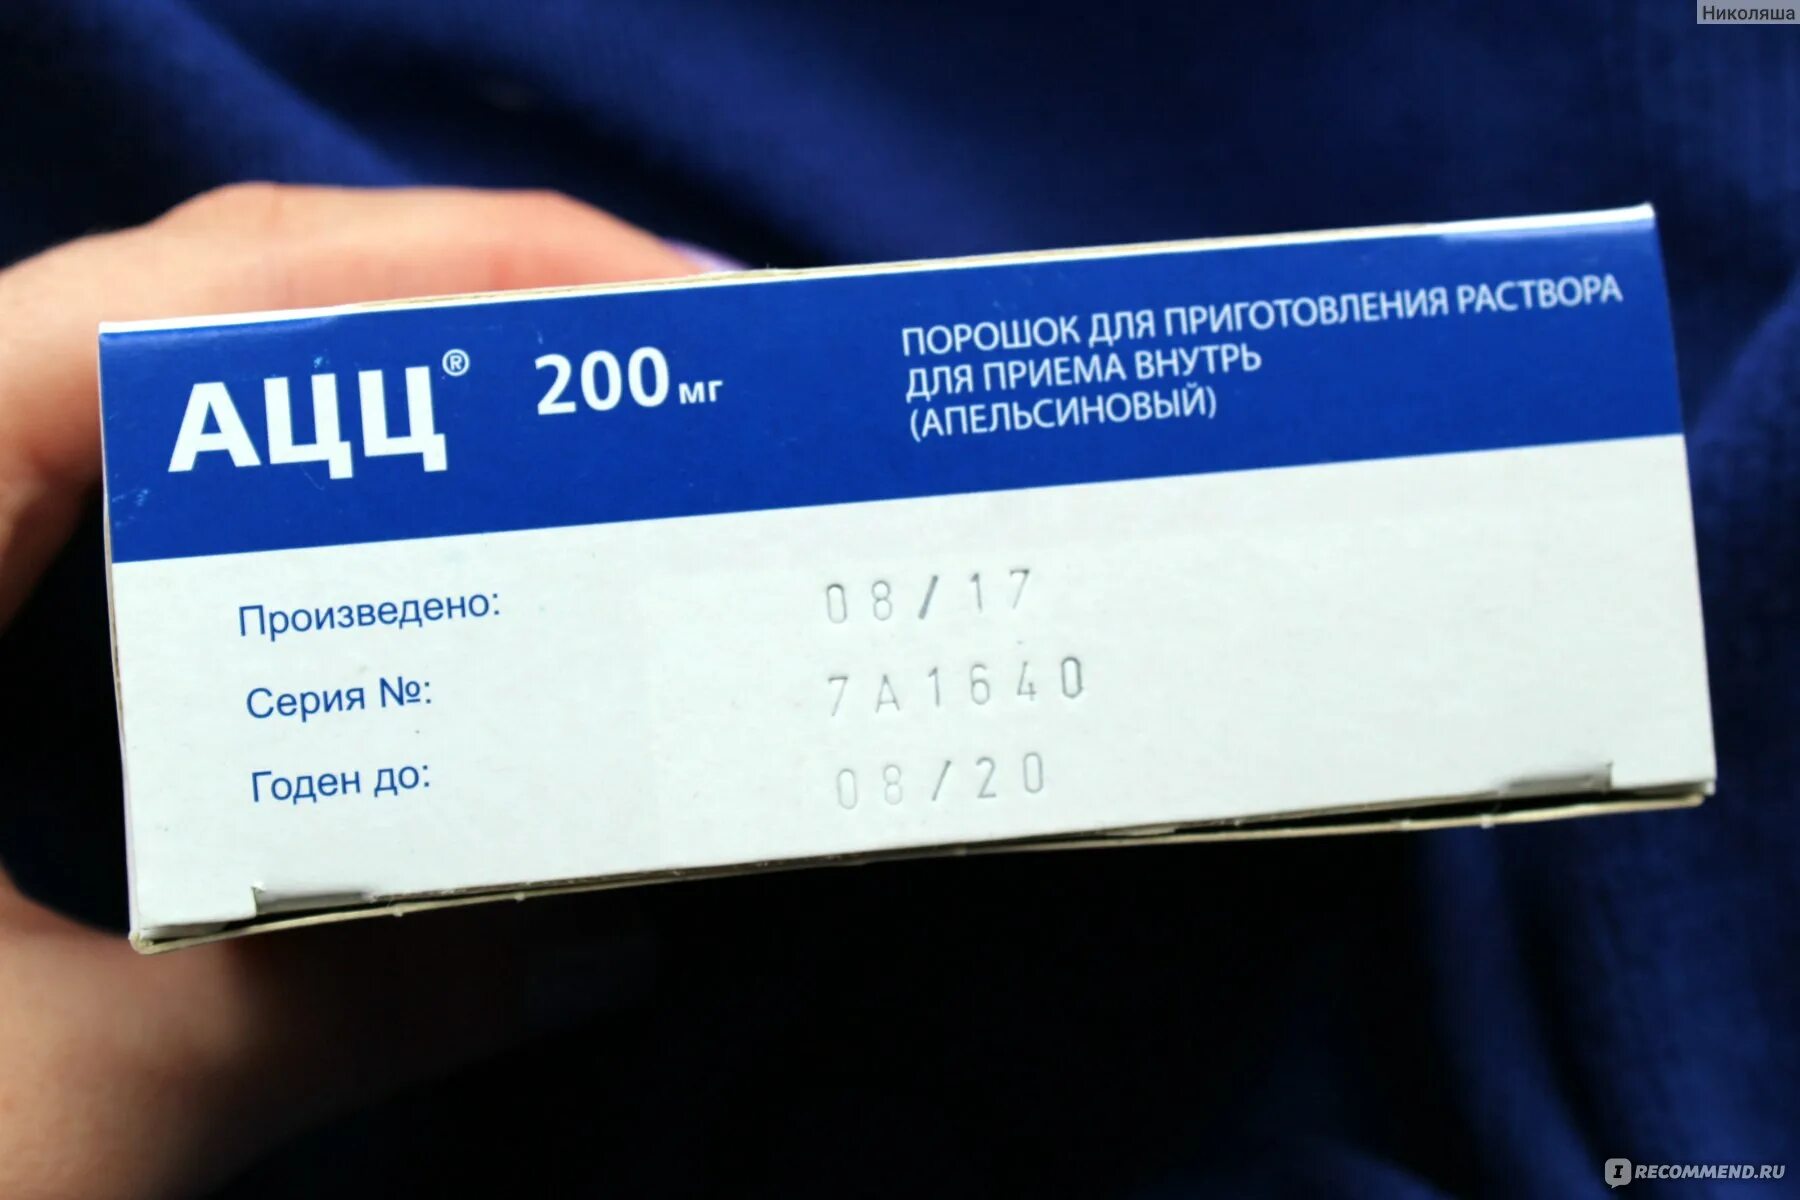 Николяша
АЦЦ® 200 мг
ПОРОШОК ДЛЯ ПРИГОТОВЛЕНИЯ РАСТВОРА
ДЛЯ ПРИЕМА ВНУТРЬ
(АПЕЛЬСИНОВЫЙ)
Произведено: 08/17
Серия №: 7A1640
Годен до: 08/20
IRECOMMEND.RU